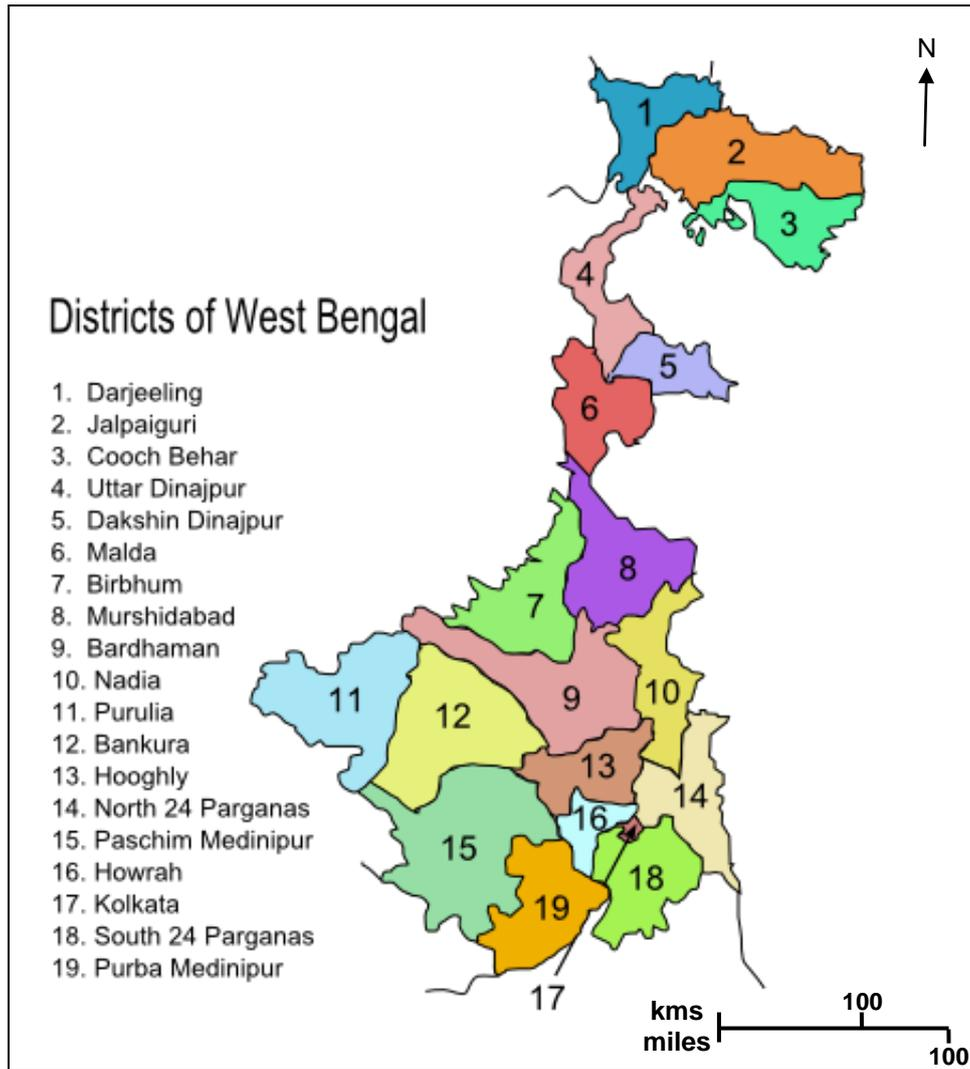 N
1
2
3
4
5
6
Districts of West Bengal
1. Darjeeling
2. Jalpaiguri
3. Cooch Behar
4. Uttar Dinajpur
5. Dakshin Dinajpur
6. Malda
7. Birbhum
8. Murshidabad
9. Bardhaman
10. Nadia
11. Purulia
12. Bankura
13. Hooghly
14. North 24 Parganas
15. Paschim Medinipur
16. Howrah
17. Kolkata
18. South 24 Parganas
19. Purba Medinipur
8
7
10
11
9
12
13
14
16
15
18
19
17
kms 100
miles 100